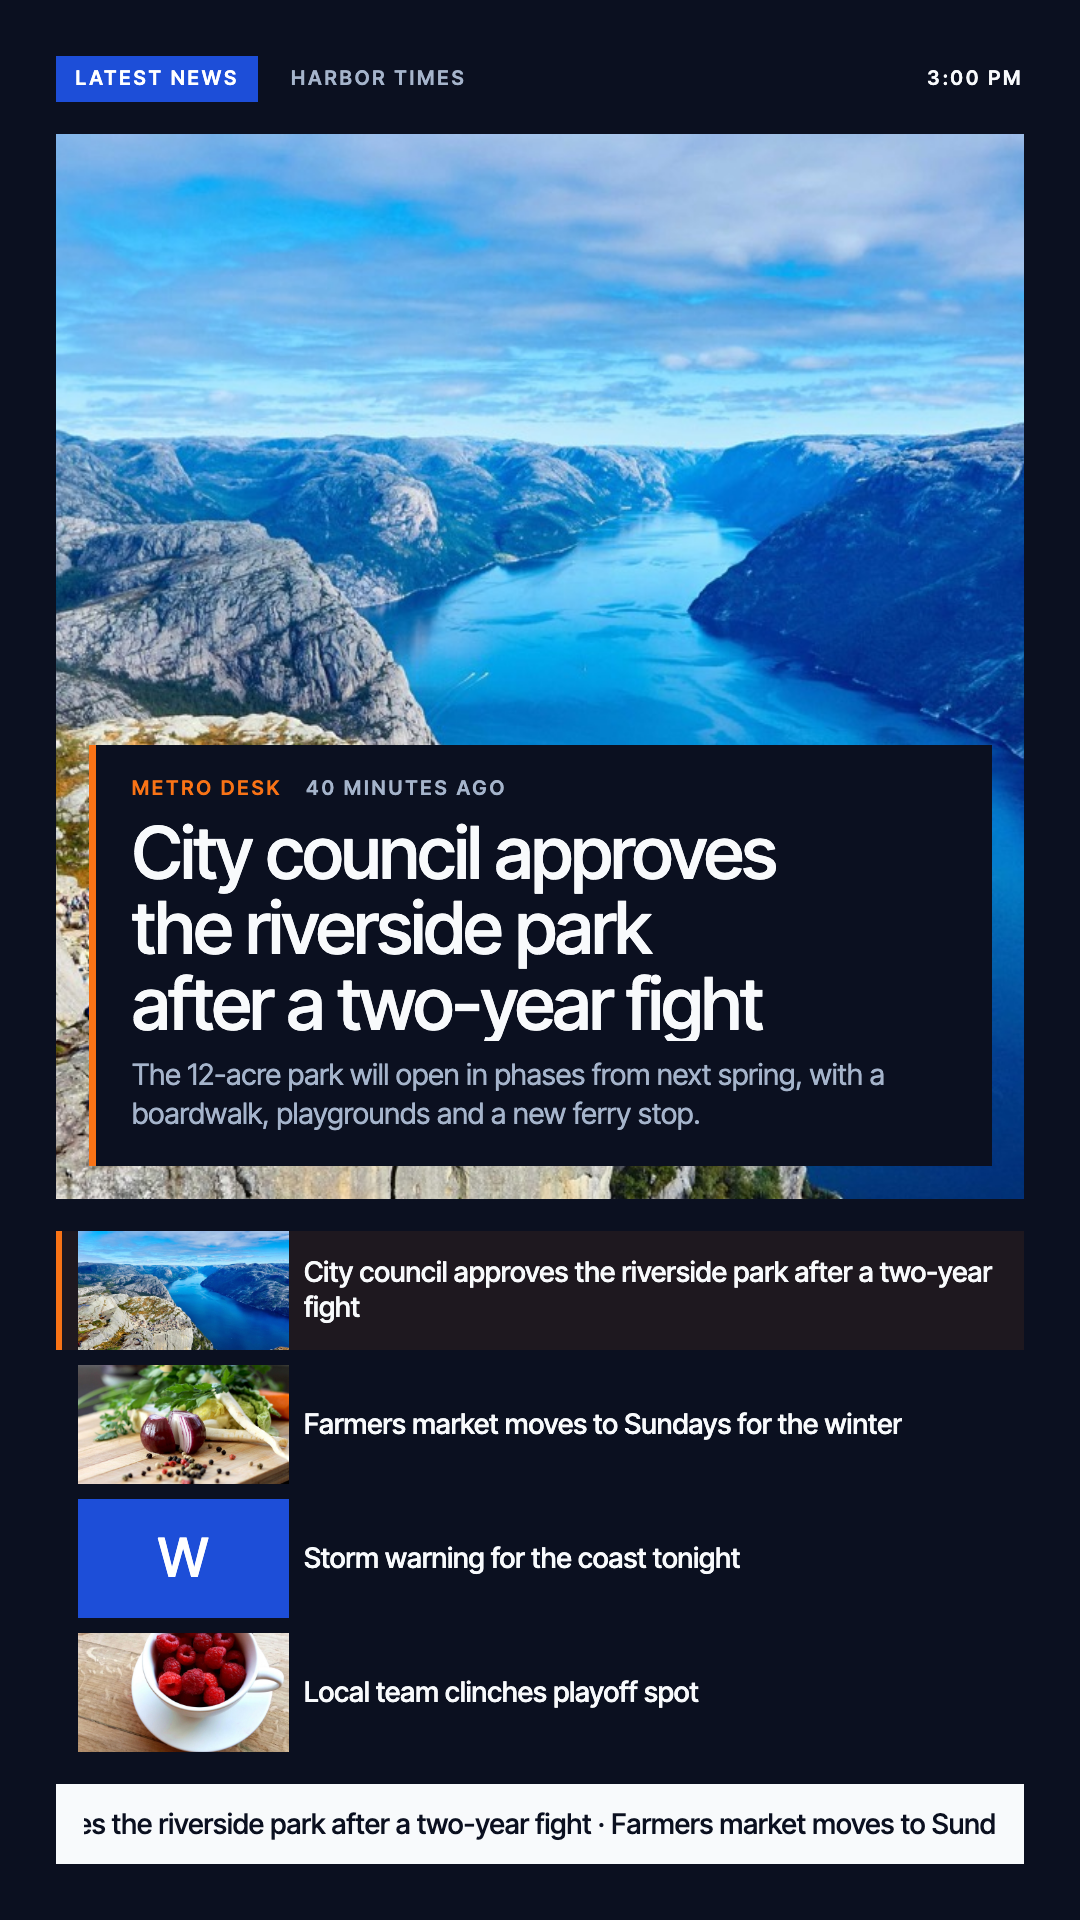 LATEST NEWS HARBOR TIMES 3:00 PM
METRO DESK 40 MINUTES AGO
City council approves
the riverside park
after a two-year fight
The 12-acre park will open in phases from next spring, with a
boardwalk, playgrounds and a new ferry stop.
City council approves the riverside park after a two-year
fight
Farmers market moves to Sundays for the winter
W
Storm warning for the coast tonight
Local team clinches playoff spot
es the riverside park after a two-year fight · Farmers market moves to Sund